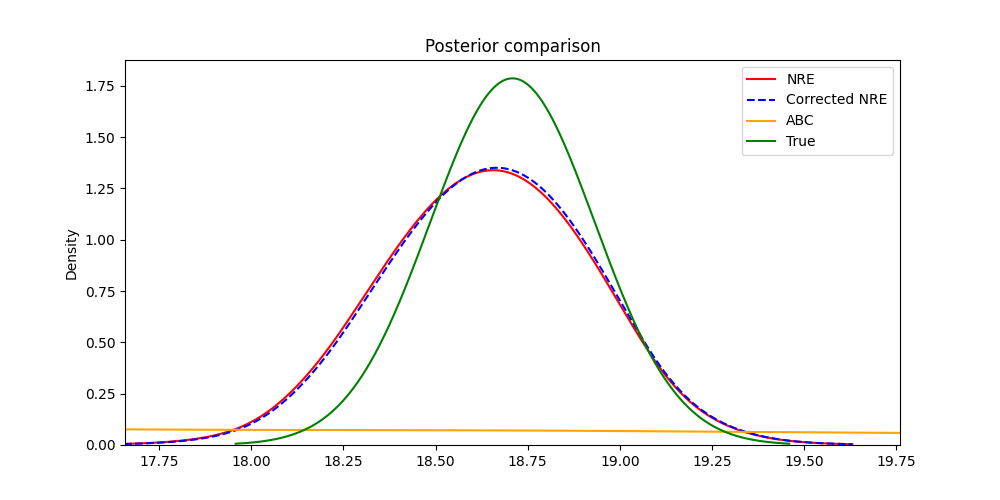 Posterior comparison
NRE
Corrected NRE
ABC
True
Density
1.75
1.50
1.25
1.00
0.75
0.50
0.25
0.00
17.75 18.00 18.25 18.50 18.75 19.00 19.25 19.50 19.75